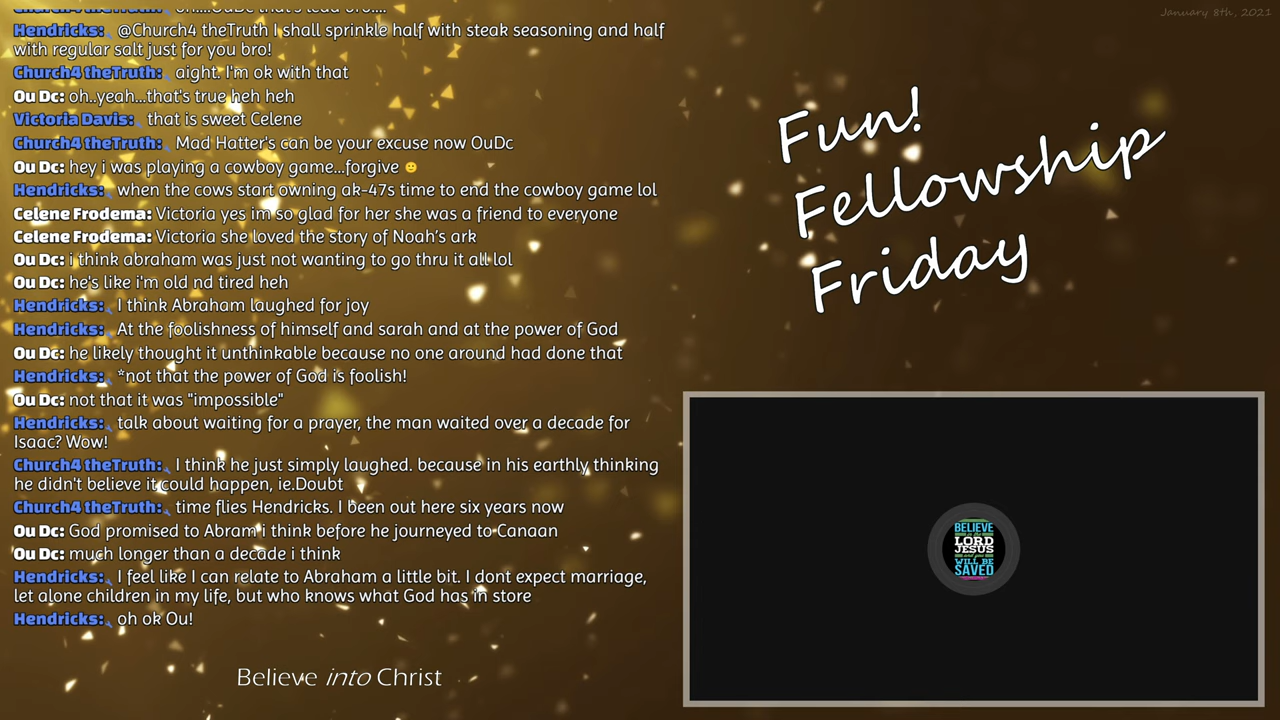 Church4 theTruth: oh....OuDc that's lead bro....
Hendricks: @Church4 theTruth I shall sprinkle half with steak seasoning and half
with regular salt just for you bro!
Church4 theTruth: aight. I'm ok with that
Ou Dc: oh..yeah...that's true heh heh
Victoria Davis: that is sweet Celene
Church4 theTruth: Mad Hatter's can be your excuse now OuDc
Ou Dc: hey i was playing a cowboy game...forgive 🙂
Hendricks: when the cows start owning ak-47s time to end the cowboy game lol
Celene Frodema: Victoria yes im so glad for her she was a friend to everyone
Celene Frodema: Victoria she loved the story of Noah's ark
Ou Dc: i think abraham was just not wanting to go thru it all lol
Ou Dc: he's like i'm old nd tired heh
Hendricks: I think Abraham laughed for joy
Hendricks: At the foolishness of himself and sarah and at the power of God
Ou Dc: he likely thought it unthinkable because no one around had done that
Hendricks: *not that the power of God is foolish!
Ou Dc: not that it was "impossible"
Hendricks: talk about waiting for a prayer, the man waited over a decade for
Isaac? Wow!
Church4 theTruth: I think he just simply laughed. because in his earthly thinking
he didn't believe it could happen, ie.Doubt
Church4 theTruth: time flies Hendricks. I been out here six years now
Ou Dc: God promised to Abram i think before he journeyed to Canaan
Ou Dc: much longer than a decade i think
Hendricks: I feel like I can relate to Abraham a little bit. I dont expect marriage,
let alone children in my life, but who knows what God has in store
Hendricks: oh ok Ou!
Believe into Christ
January 8th, 2021
Fun!
Fellowship
Friday
BELIEVE
LORD
JESUS
WILL BE
SAVED